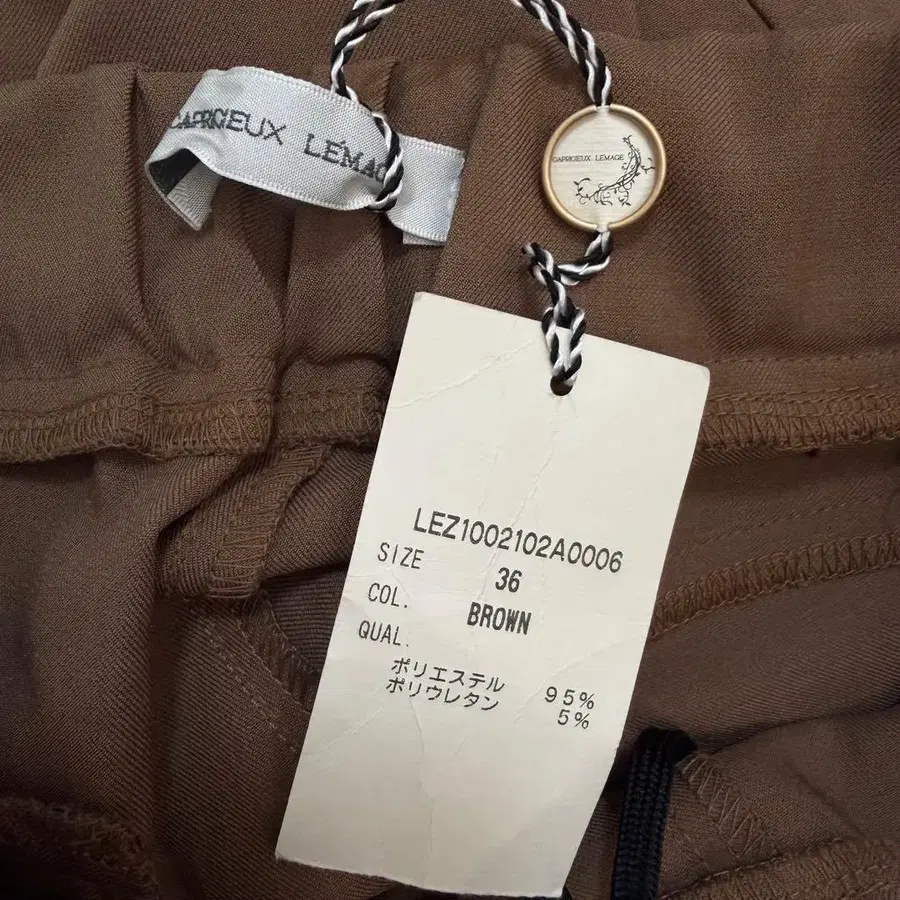 CAPRICIEUX LEMAG
CAPRICIEUX LEMAGE
LEZ1002102A0006
SIZE 36
COL. BROWN
QUAL.
ポリエステル 95%
ポリウレタン 5%